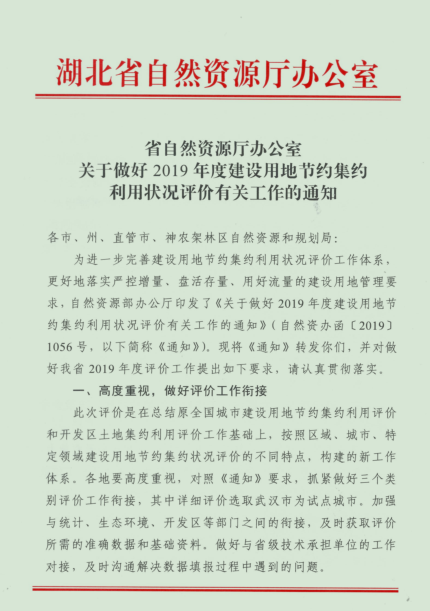 湖北省自然资源厅办公室
省自然资源厅办公室
关于做好 2019 年度建设用地节约集约
利用状况评价有关工作的通知
各市、州、直管市、神农架林区自然资源和规划局：
为进一步完善建设用地节约集约利用状况评价工作体系，
更好地落实严控增量、盘活存量、用好流量的建设用地管理要
求，自然资源部办公厅印发了《关于做好 2019 年度建设用地节
约集约利用状况评价有关工作的通知》（自然资办函〔2019〕
1056 号，以下简称《通知》）。现将《通知》转发你们，并对做
好我省 2019 年度评价工作提出如下要求，请认真贯彻落实。
一、高度重视，做好评价工作衔接
此次评价是在总结原全国城市建设用地节约集约利用评价
和开发区土地集约利用评价工作基础上，按照区域、城市、特
定领域建设用地节约集约状况评价的不同特点，构建的新工作
体系。各地要高度重视，对照《通知》要求，抓紧做好三个类
别评价工作衔接，其中详细评价选取武汉市为试点城市。加强
与统计、生态环境、开发区等部门之间的衔接，及时获取评价
所需的准确数据和基础资料。做好与省级技术承担单位的工作
对接，及时沟通解决数据填报过程中遇到的问题。